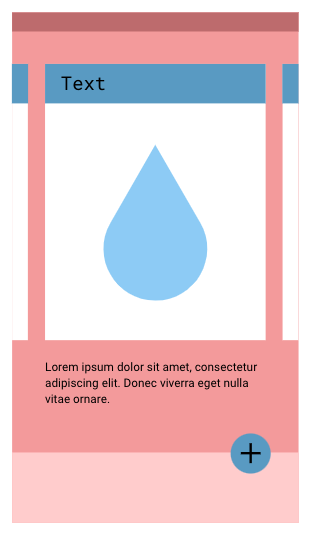 Text
Lorem ipsum dolor sit amet, consectetur
adipiscing elit. Donec viverra eget nulla
vitae ornare.